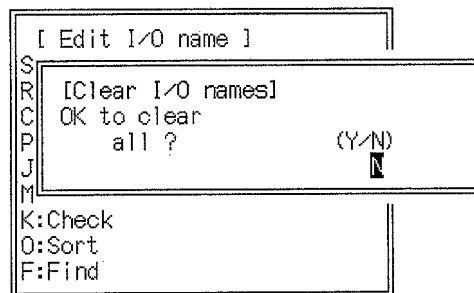 [ Edit I/O name ]
S
R [Clear I/O names]
C OK to clear
P all ? (Y/N)
J N
M
K:Check
O:Sort
F:Find